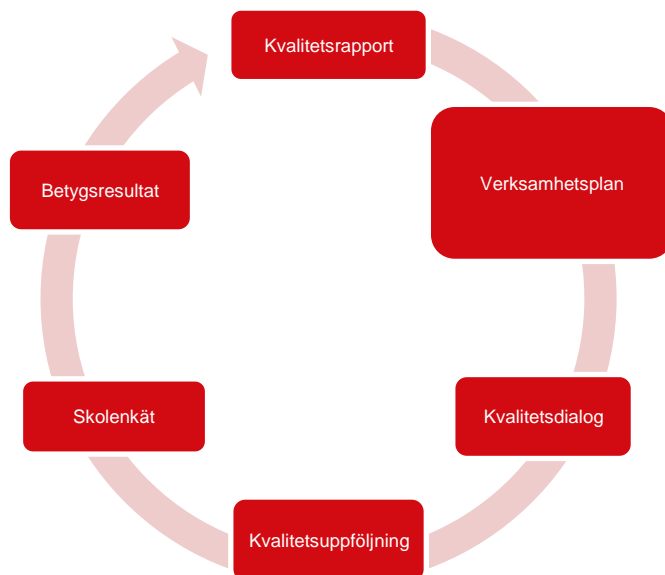 Kvalitetsrapport
Verksamhetsplan
Kvalitetsdialog
Kvalitetsuppföljning
Skolenkät
Betygsresultat